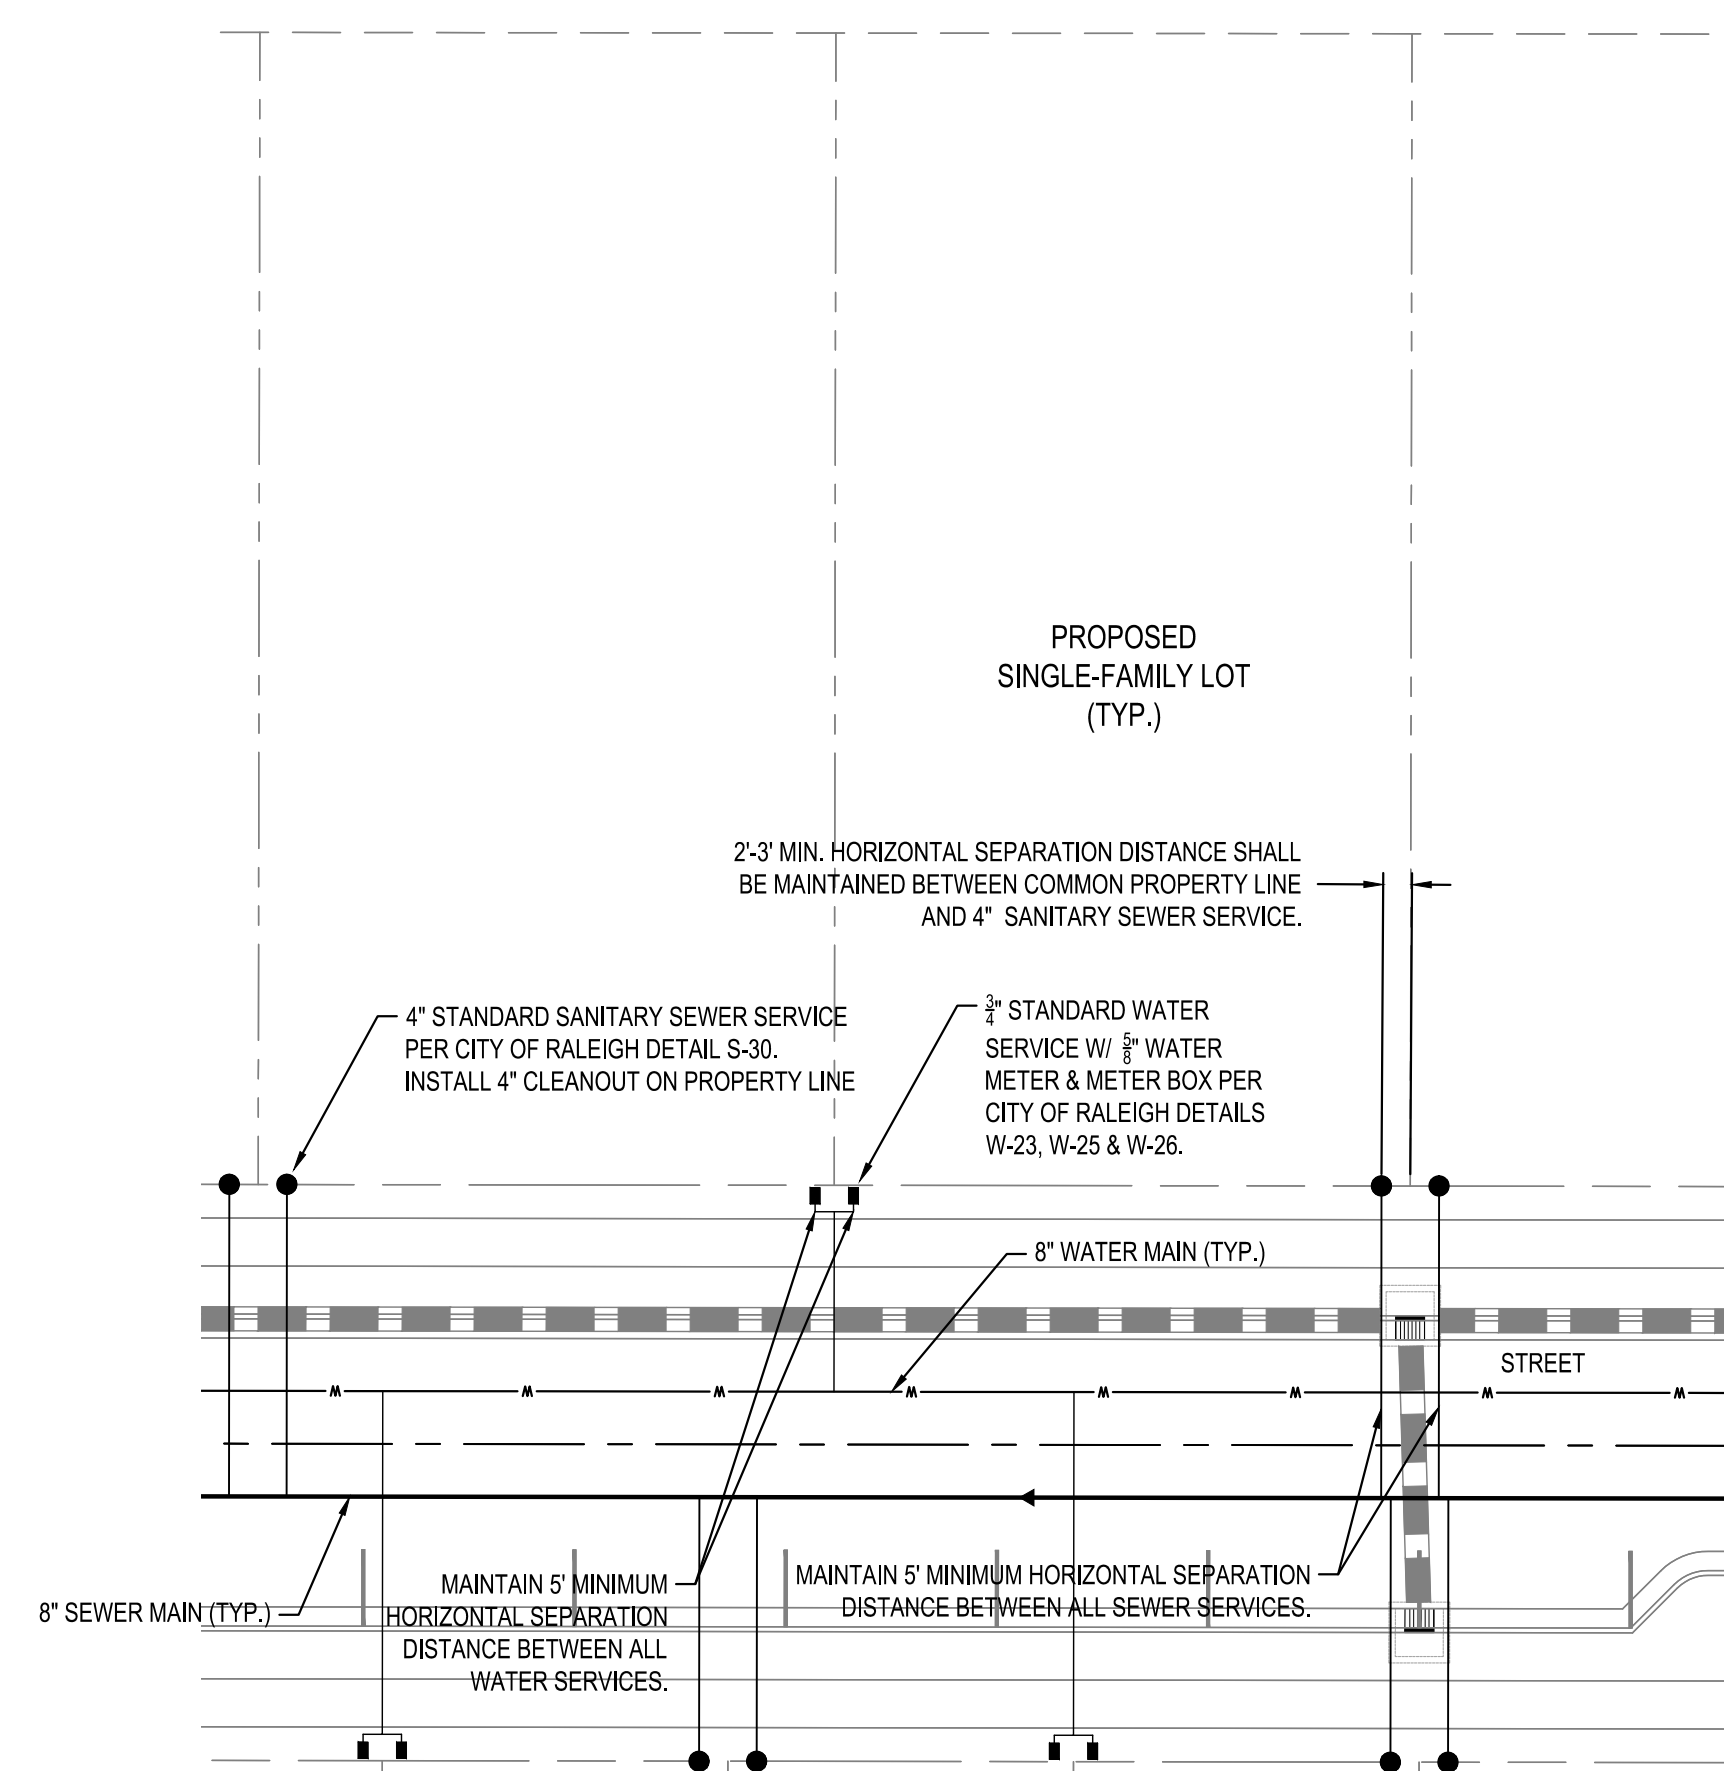 PROPOSED
SINGLE-FAMILY LOT
(TYP.)
2'-3' MIN. HORIZONTAL SEPARATION DISTANCE SHALL
BE MAINTAINED BETWEEN COMMON PROPERTY LINE
AND 4" SANITARY SEWER SERVICE.
4" STANDARD SANITARY SEWER SERVICE
PER CITY OF RALEIGH DETAIL S-30.
INSTALL 4" CLEANOUT ON PROPERTY LINE
3/4" STANDARD WATER
SERVICE W/ 5/8" WATER
METER & METER BOX PER
CITY OF RALEIGH DETAILS
W-23, W-25 & W-26.
8" WATER MAIN (TYP.)
STREET
8" SEWER MAIN (TYP.)
MAINTAIN 5' MINIMUM
HORIZONTAL SEPARATION
DISTANCE BETWEEN ALL
WATER SERVICES.
MAINTAIN 5' MINIMUM HORIZONTAL SEPARATION
DISTANCE BETWEEN ALL SEWER SERVICES.